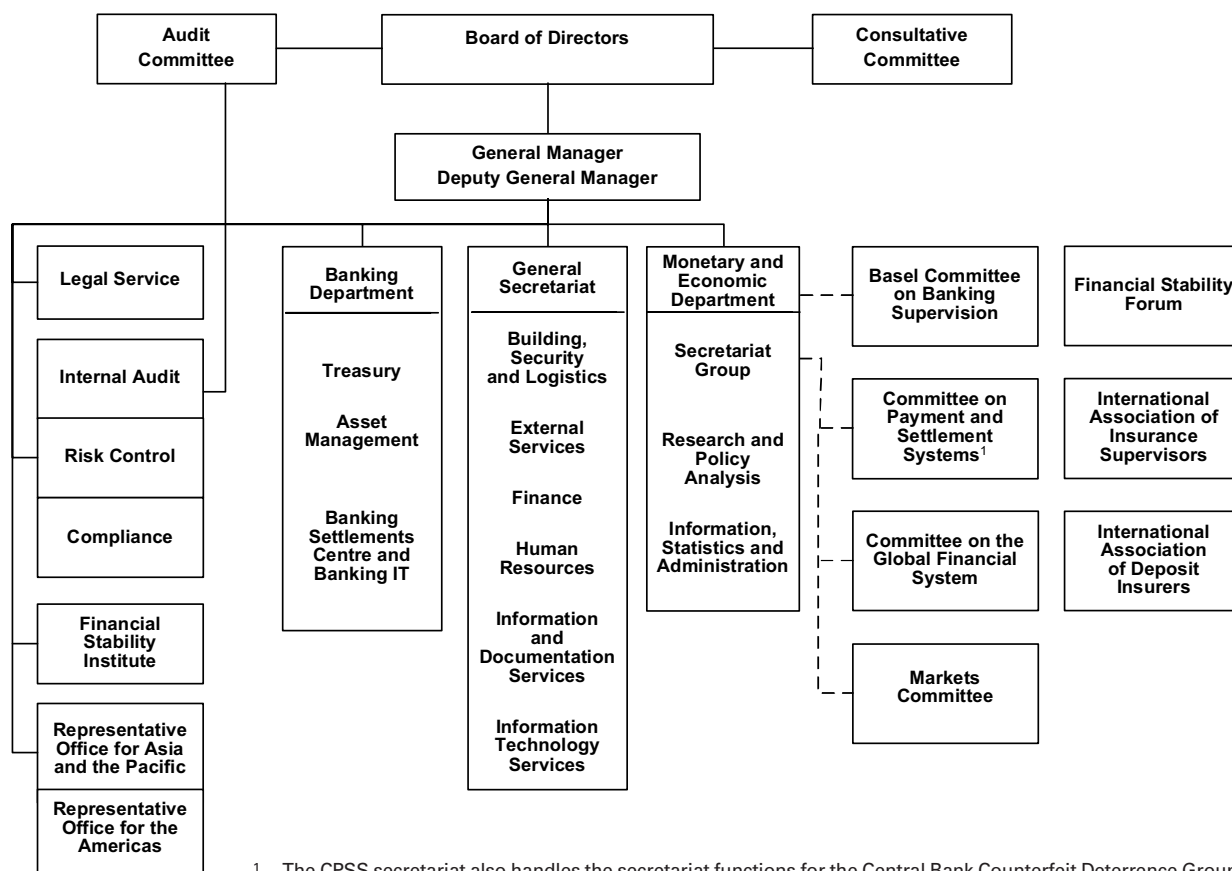 Audit
Committee
Board of Directors
Consultative
Committee
General Manager
Deputy General Manager
Legal Service
Internal Audit
Risk Control
Compliance
Financial
Stability
Institute
Representative
Office for Asia
and the Pacific
Representative
Office for the
Americas
Banking
Department
Treasury
Asset
Management
Banking
Settlements
Centre and
Banking IT
General
Secretariat
Building,
Security
and Logistics
External
Services
Finance
Human
Resources
Information
and
Documentation
Services
Information
Technology
Services
Monetary and
Economic
Department
Secretariat
Group
Research and
Policy
Analysis
Information,
Statistics and
Administration
Basel Committee
on Banking
Supervision
Committee on
Payment and
Settlement
Systems¹
Committee on the
Global Financial
System
Markets
Committee
Financial Stability
Forum
International
Association of
Insurance
Supervisors
International
Association
of Deposit
Insurers
¹ The CPSS secretariat also handles the secretariat functions for the Central Bank Counterfeit Deterrence Group